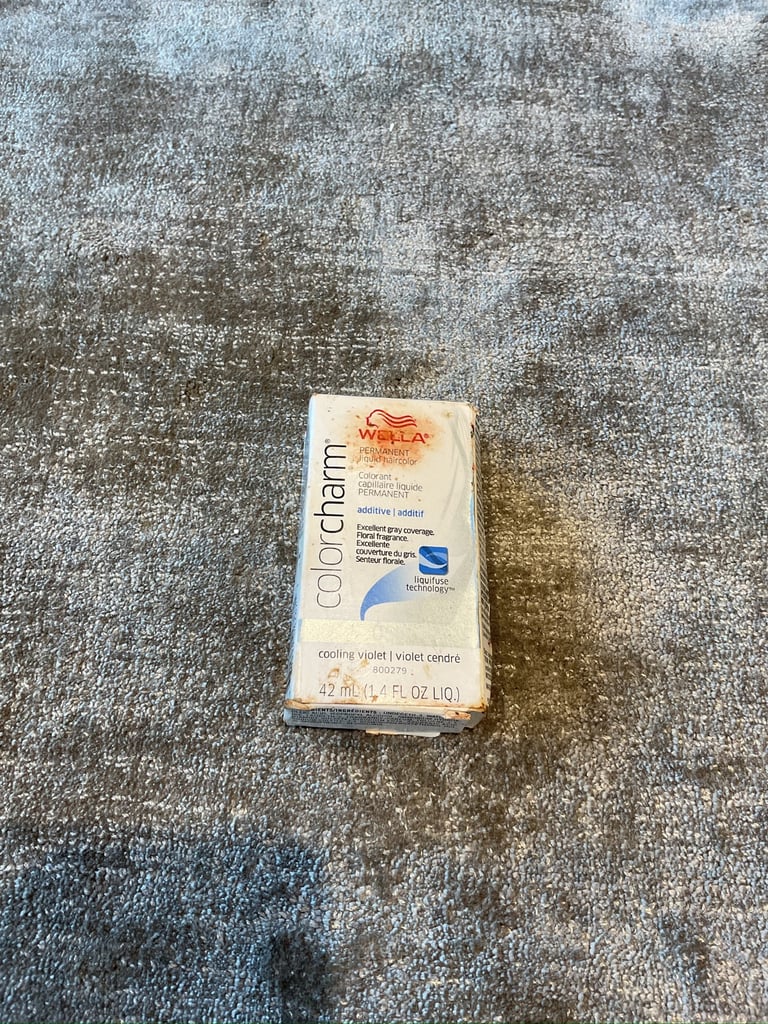 WELLA®
PERMANENT
liquid haircolor
Colorant
capillaire liquide
PERMANENT
colorcharm®
additive | additif
Excellent gray coverage.
Floral fragrance.
Excellente
couverture du gris.
Senteur florale.
liquifuse
technology™
cooling violet | violet cendré
800279
42 mL (1.4 FL OZ LIQ.)